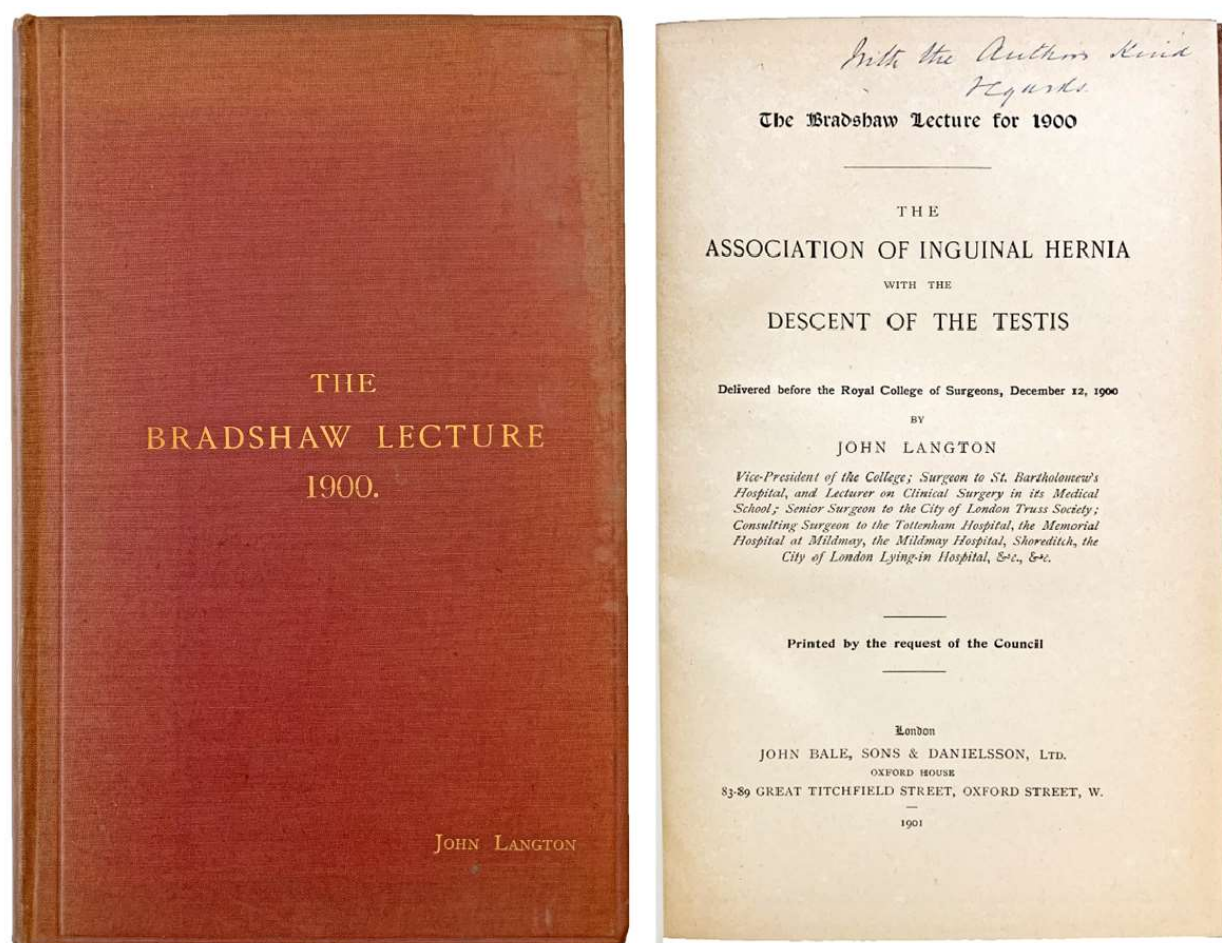 THE
BRADSHAW LECTURE
1900.
JOHN LANGTON
With the Authors Kind
regards.
The Bradshaw Lecture for 1900
THE
ASSOCIATION OF INGUINAL HERNIA
WITH THE
DESCENT OF THE TESTIS
Delivered before the Royal College of Surgeons, December 12, 1900
BY
JOHN LANGTON
Vice-President of the College; Surgeon to St. Bartholomew's
Hospital, and Lecturer on Clinical Surgery in its Medical
School; Senior Surgeon to the City of London Truss Society;
Consulting Surgeon to the Tottenham Hospital, the Memorial
Hospital at Mildmay, the Mildmay Hospital, Shoreditch, the
City of London Lying-in Hospital, &c., &c.
Printed by the request of the Council
London
JOHN BALE, SONS & DANIELSSON, LTD.
OXFORD HOUSE
83-89 GREAT TITCHFIELD STREET, OXFORD STREET, W.
1901